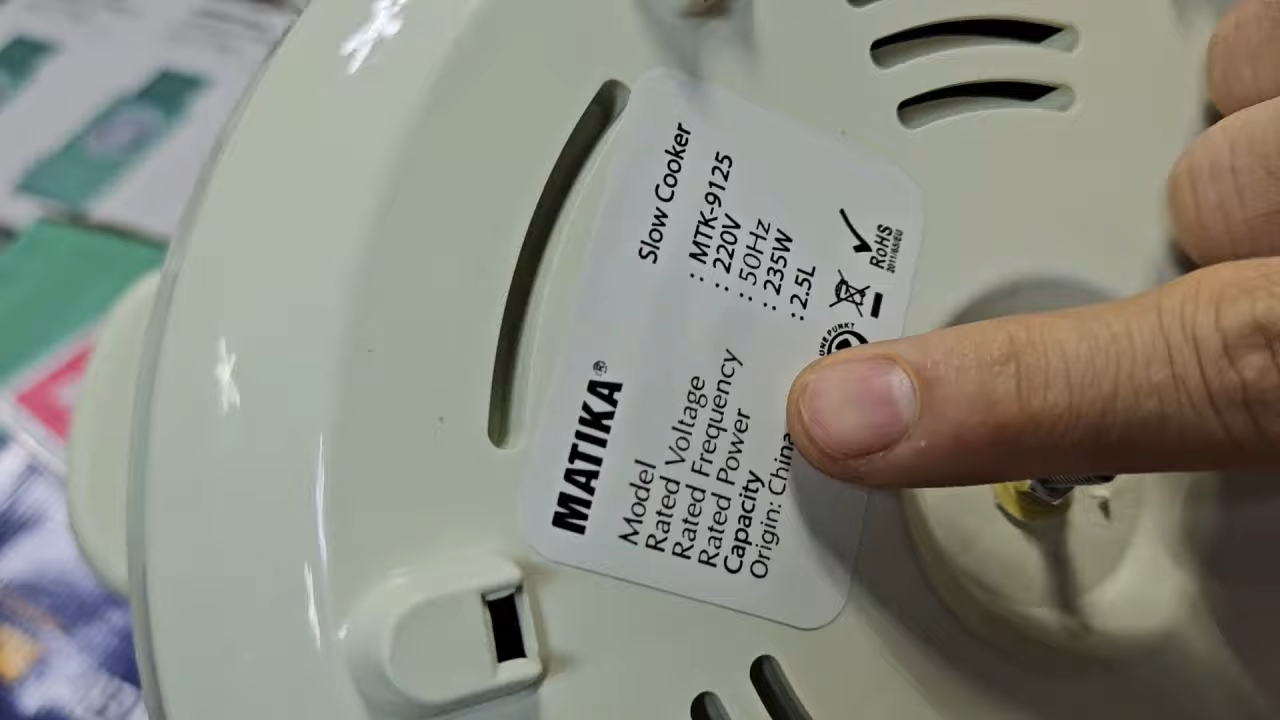 MATIKA®
Slow Cooker
Model : MTK-9125
Rated Voltage : 220V
Rated Frequency : 50Hz
Rated Power : 235W
Capacity : 2.5L
Origin: China
PUNKT
RoHS
2011/65/EU